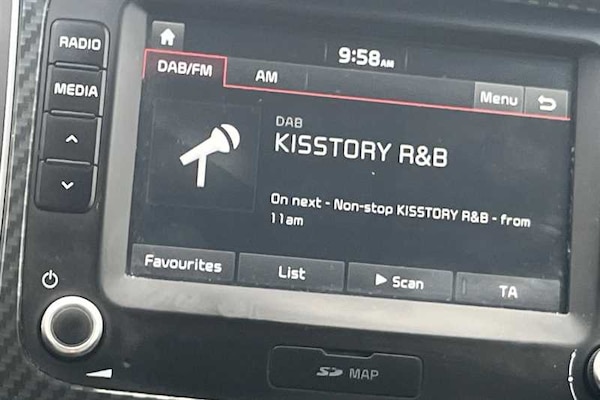 RADIO
MEDIA
9:58AM
DAB/FM
AM
Menu
DAB
KISSTORY R&B
On next - Non-stop KISSTORY R&B - from
11am
Favourites
List
Scan
TA
SD MAP